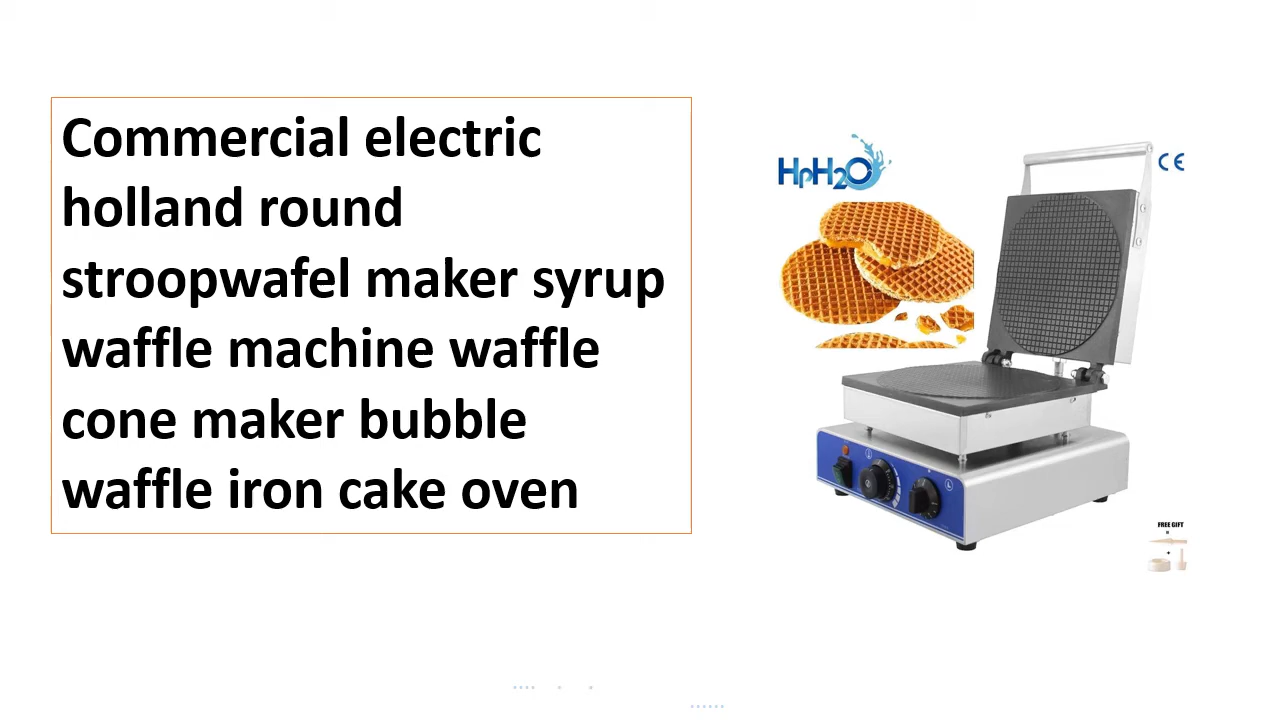 Commercial electric
holland round
stroopwafel maker syrup
waffle machine waffle
cone maker bubble
waffle iron cake oven
HpH2O
CE
FREE GIFT